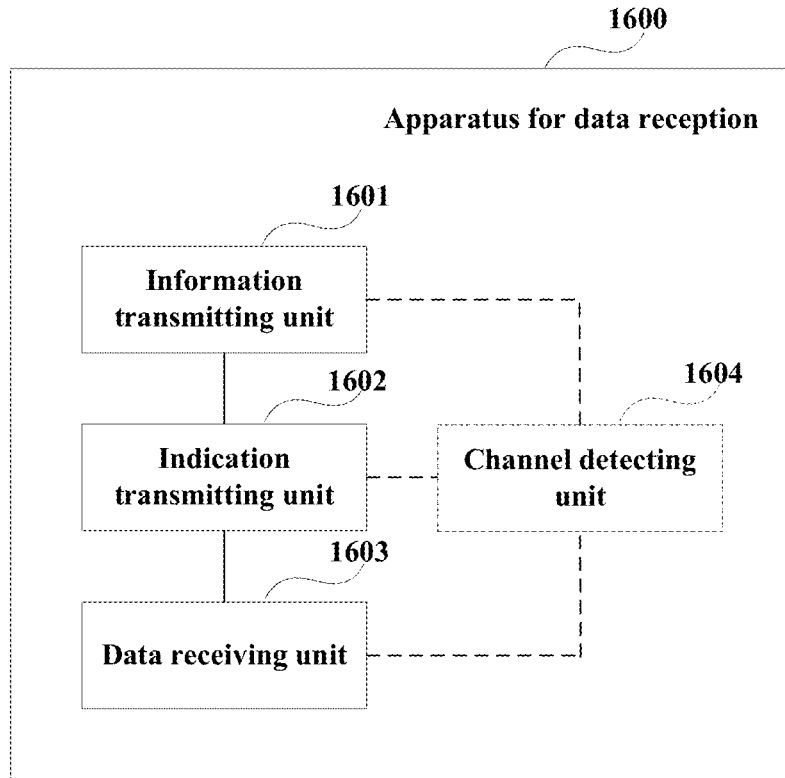 1600
Apparatus for data reception
1601
Information
transmitting unit
1602
Indication
transmitting unit
1604
Channel detecting
unit
1603
Data receiving unit